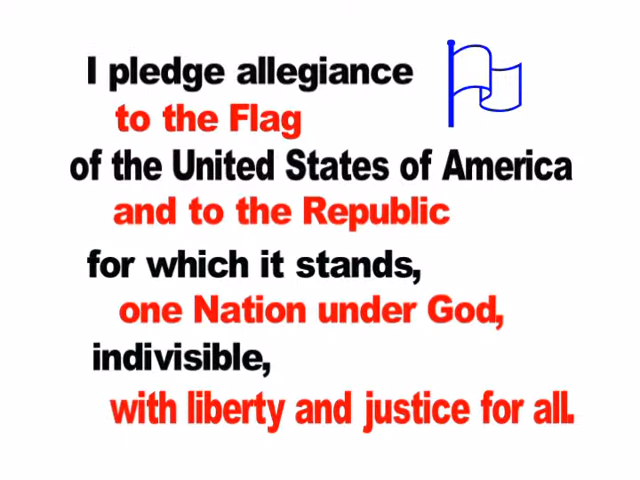 I pledge allegiance
to the Flag
of the United States of America
and to the Republic
for which it stands,
one Nation under God,
indivisible,
with liberty and justice for all.